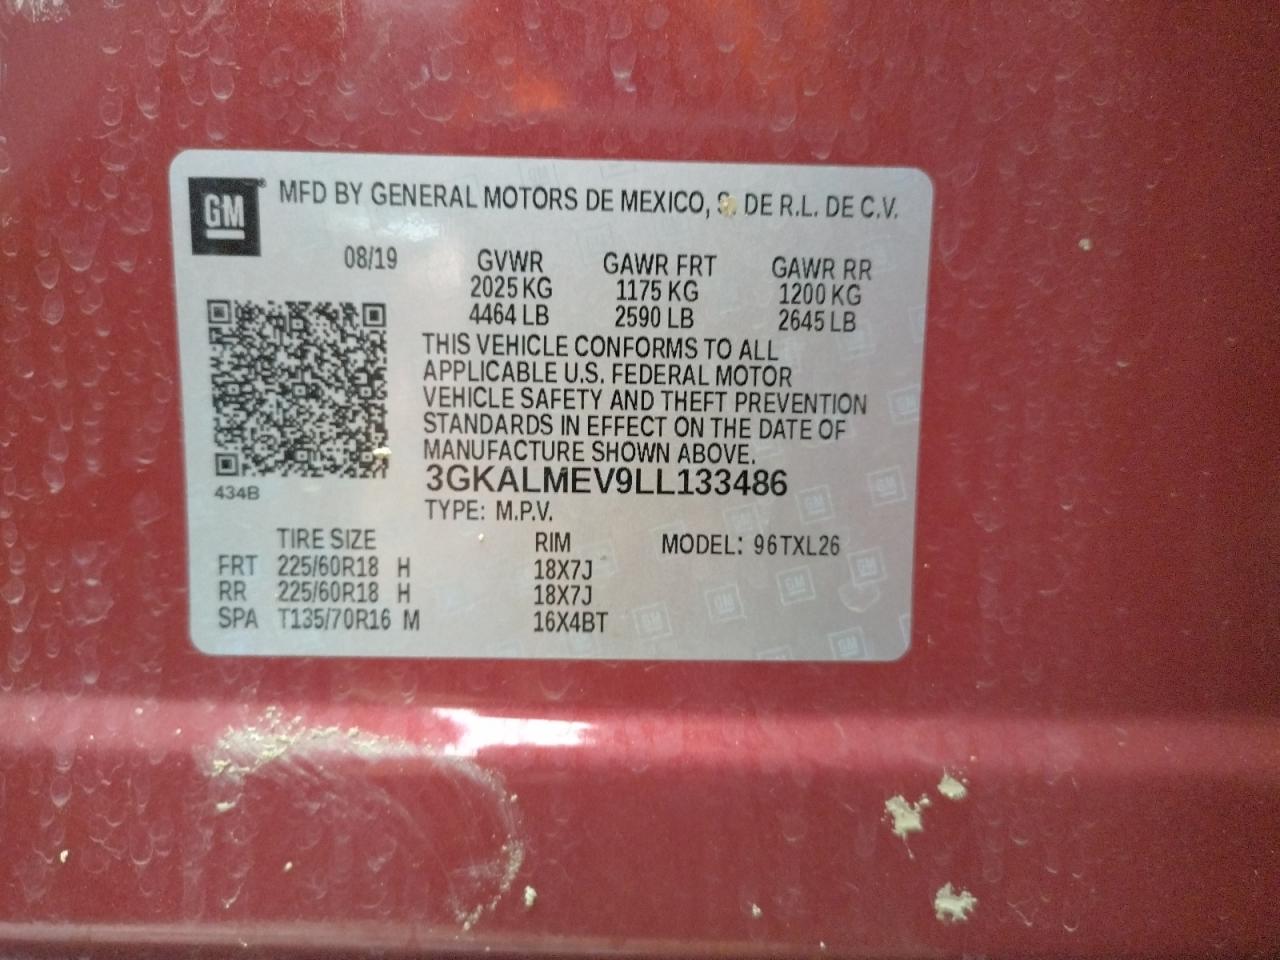 GM MFD BY GENERAL MOTORS DE MEXICO, S. DE R.L. DE C.V.
08/19 GVWR GAWR FRT GAWR RR
2025 KG 1175 KG 1200 KG
4464 LB 2590 LB 2645 LB
THIS VEHICLE CONFORMS TO ALL
APPLICABLE U.S. FEDERAL MOTOR
VEHICLE SAFETY AND THEFT PREVENTION
STANDARDS IN EFFECT ON THE DATE OF
MANUFACTURE SHOWN ABOVE.
3GKALMEV9LL133486
434B
TYPE: M.P.V.
TIRE SIZE RIM MODEL: 96TXL26
FRT 225/60R18 H 18X7J
RR 225/60R18 H 18X7J
SPA T135/70R16 M 16X4BT